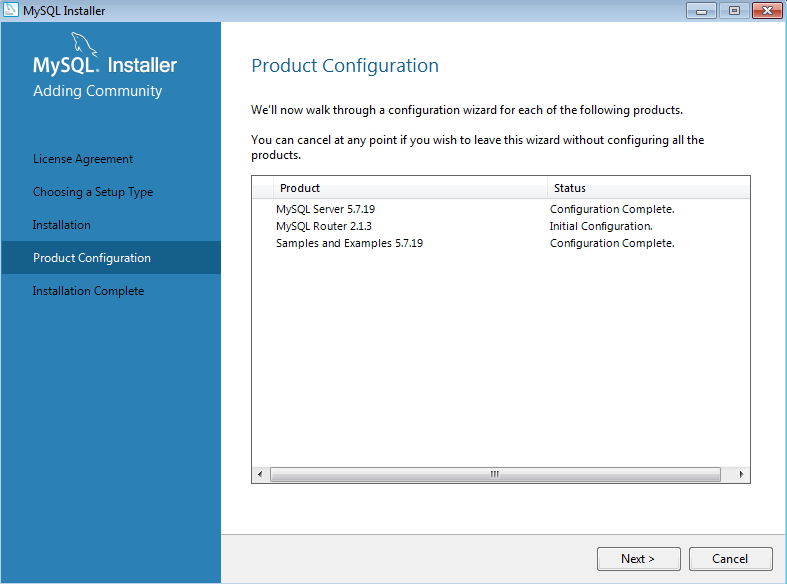 MySQL Installer
MySQL. Installer
Adding Community
License Agreement
Choosing a Setup Type
Installation
Product Configuration
Installation Complete
Product Configuration
We'll now walk through a configuration wizard for each of the following products.
You can cancel at any point if you wish to leave this wizard without configuring all the
products.
Product Status
MySQL Server 5.7.19 Configuration Complete.
MySQL Router 2.1.3 Initial Configuration.
Samples and Examples 5.7.19 Configuration Complete.
Next > Cancel